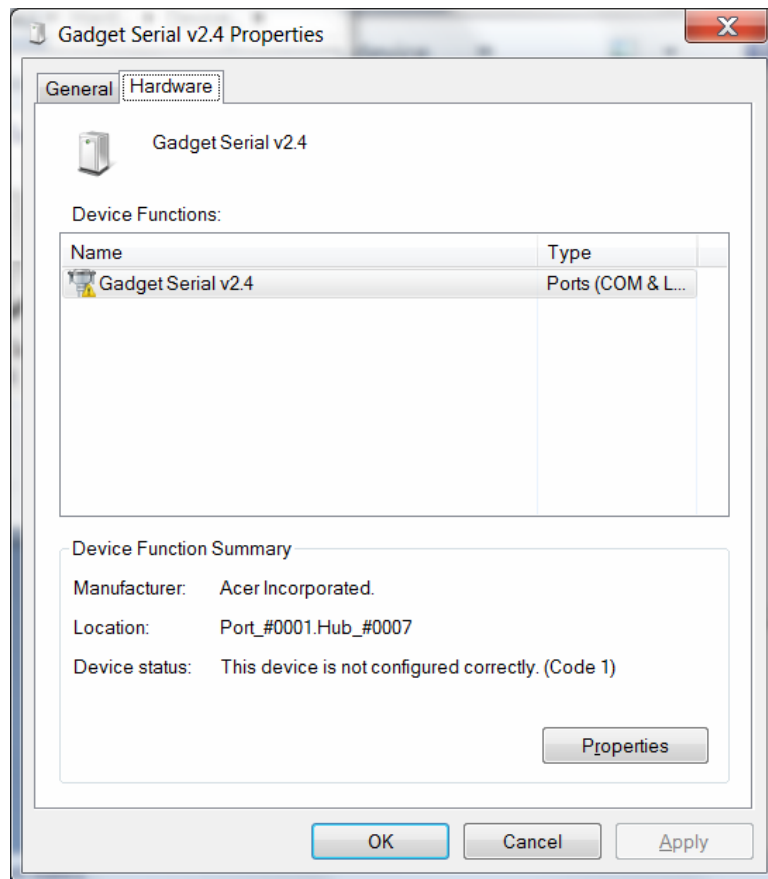 Gadget Serial v2.4 Properties
General Hardware
Gadget Serial v2.4
Device Functions:
Name Type
Gadget Serial v2.4 Ports (COM & L...
Device Function Summary
Manufacturer: Acer Incorporated.
Location: Port_#0001.Hub_#0007
Device status: This device is not configured correctly. (Code 1)
Properties
OK Cancel Apply